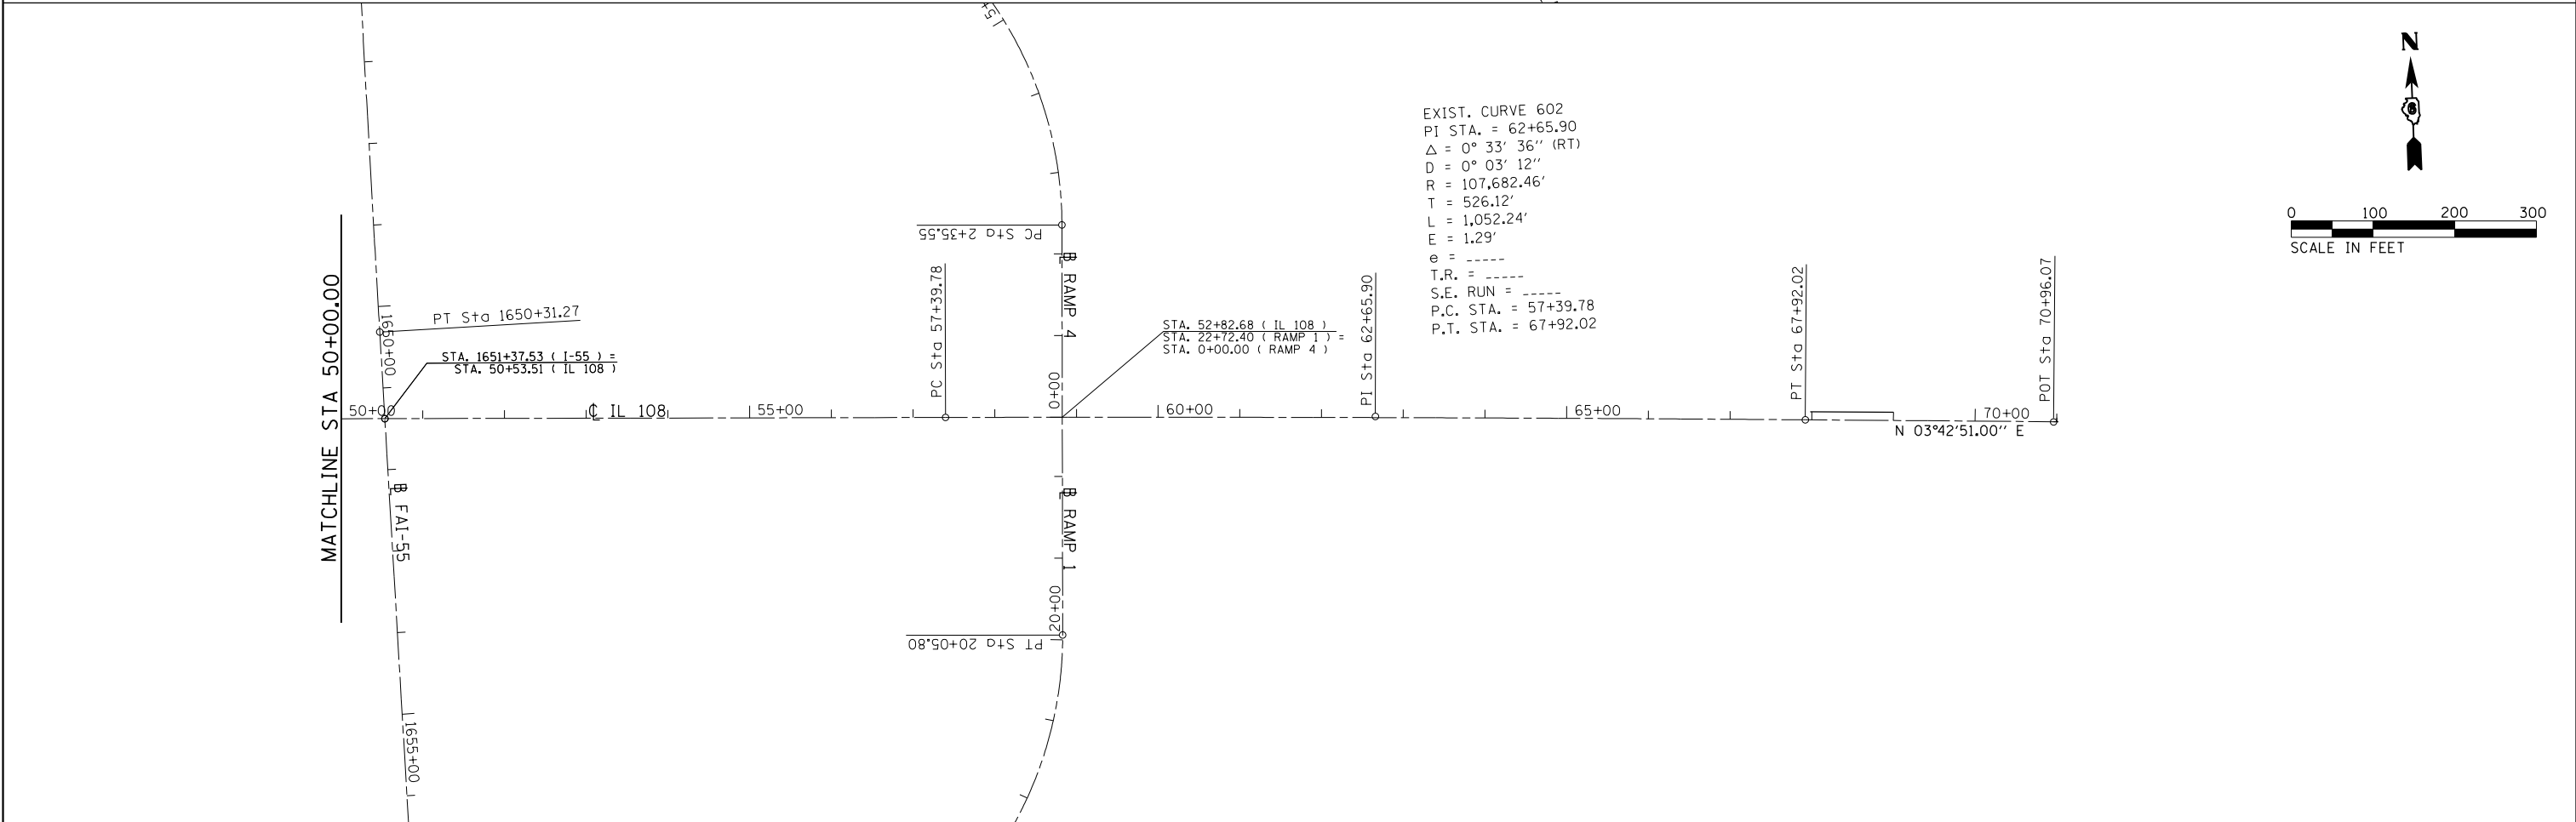 MATCHLINE STA 50+00.00
1650+00
PT Sta 1650+31.27
STA. 1651+37.53 ( I-55 ) =
STA. 50+53.51 ( IL 108 )
50+00
℄ IL 108
55+00
60+00
65+00
70+00
B FAI-55
1655+00
15+
PC Sta 2+35.55
PC Sta 57+39.78
B RAMP 4
0+00
STA. 52+82.68 ( IL 108 )
STA. 22+72.40 ( RAMP 1 ) =
STA. 0+00.00 ( RAMP 4 )
B RAMP 1
20+00
PT Sta 20+05.80
PI Sta 62+65.90
EXIST. CURVE 602
PI STA. = 62+65.90
△ = 0° 33' 36'' (RT)
D = 0° 03' 12''
R = 107,682.46'
T = 526.12'
L = 1,052.24'
E = 1.29'
e = -----
T.R. = -----
S.E. RUN = -----
P.C. STA. = 57+39.78
P.T. STA. = 67+92.02
PT Sta 67+92.02
POT Sta 70+96.07
N 03°42'51.00'' E
N
0 100 200 300
SCALE IN FEET